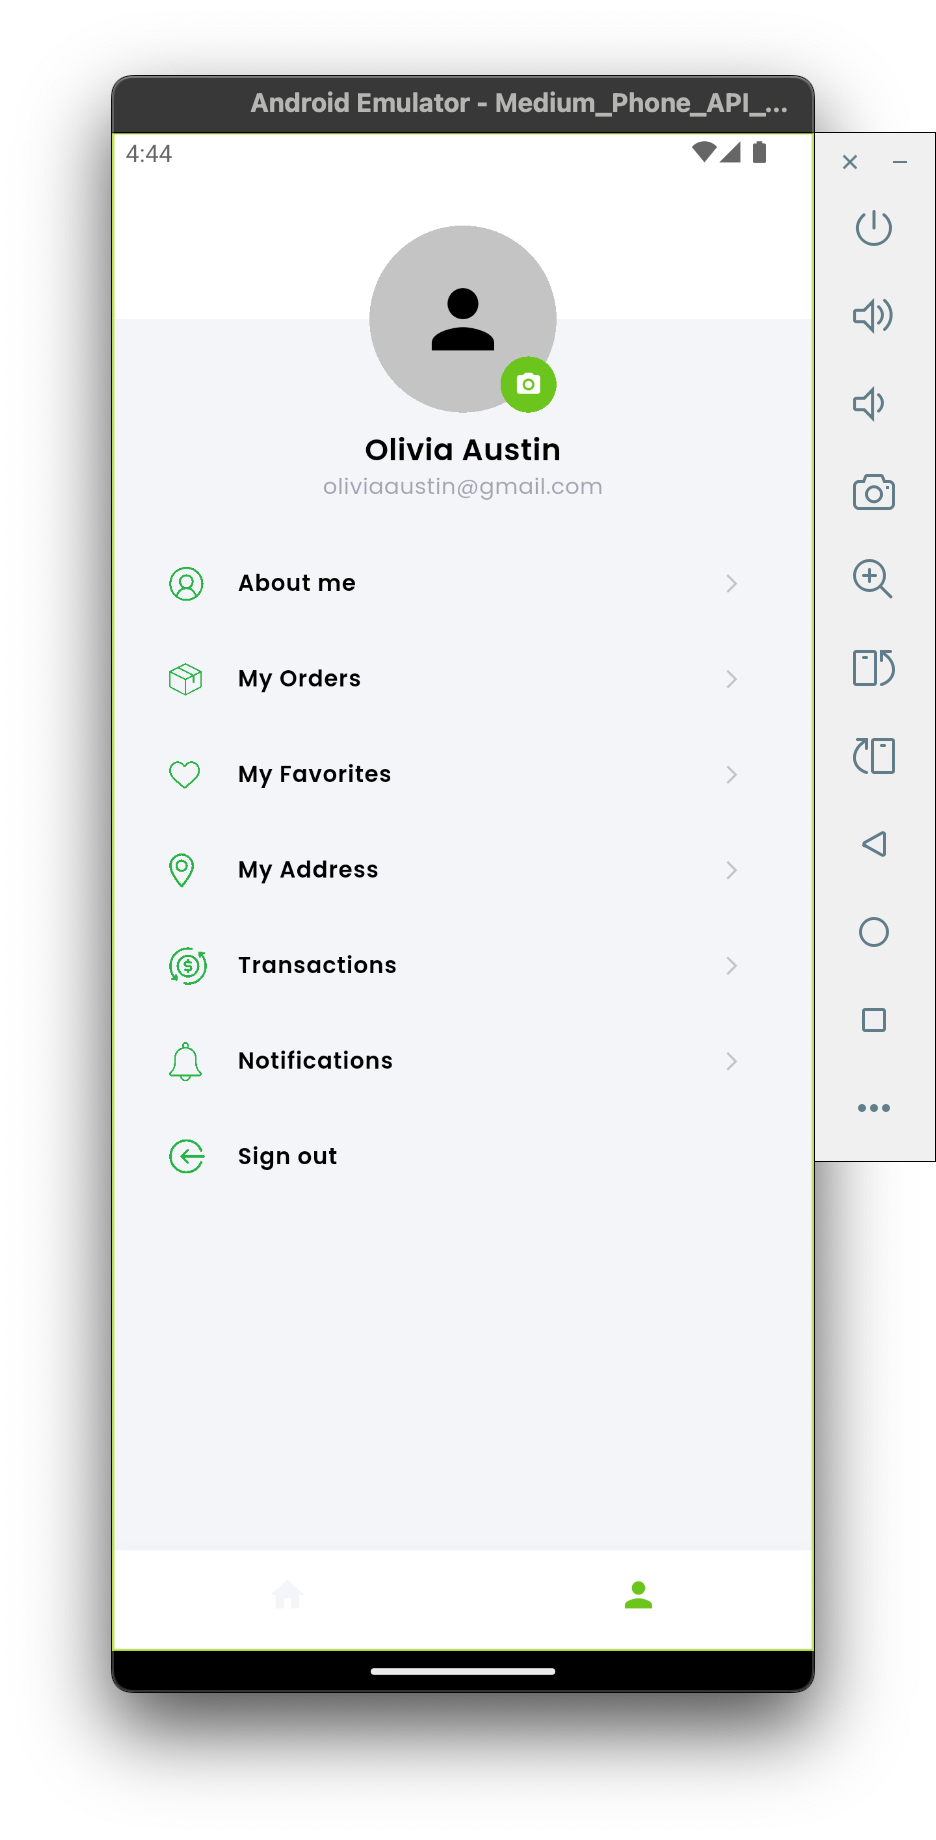 Android Emulator - Medium_Phone_API_...
4:44
Olivia Austin
oliviaaustin@gmail.com
About me
My Orders
My Favorites
My Address
Transactions
Notifications
Sign out